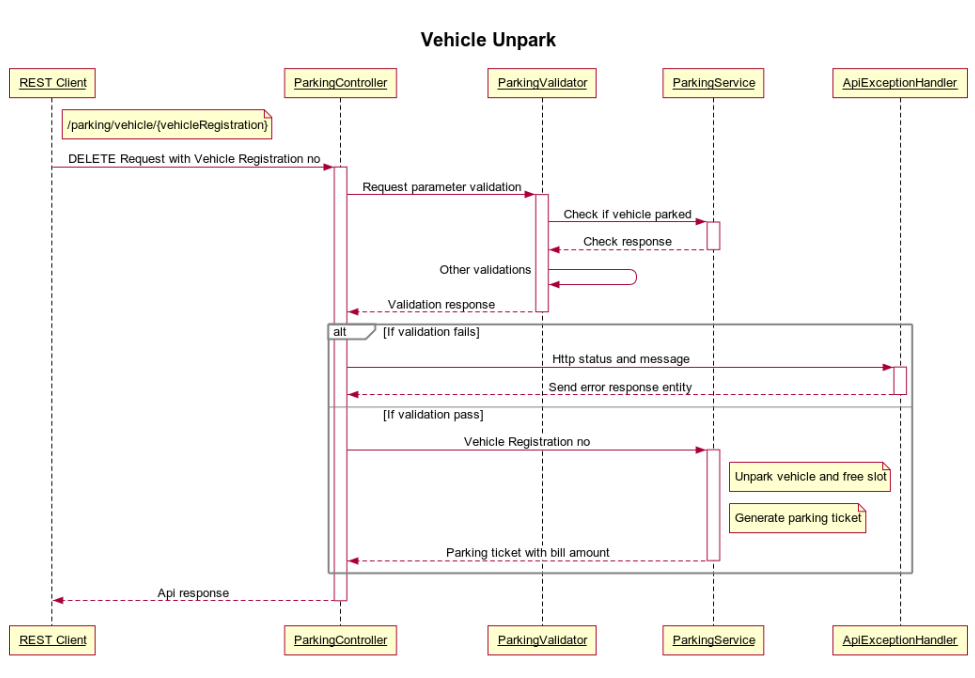 Vehicle Unpark
REST Client
ParkingController
ParkingValidator
ParkingService
ApiExceptionHandler
/parking/vehicle/{vehicleRegistration}
DELETE Request with Vehicle Registration no
Request parameter validation
Check if vehicle parked
Check response
Other validations
Validation response
alt
[If validation fails]
Http status and message
Send error response entity
[If validation pass]
Vehicle Registration no
Unpark vehicle and free slot
Generate parking ticket
Parking ticket with bill amount
Api response
REST Client
ParkingController
ParkingValidator
ParkingService
ApiExceptionHandler